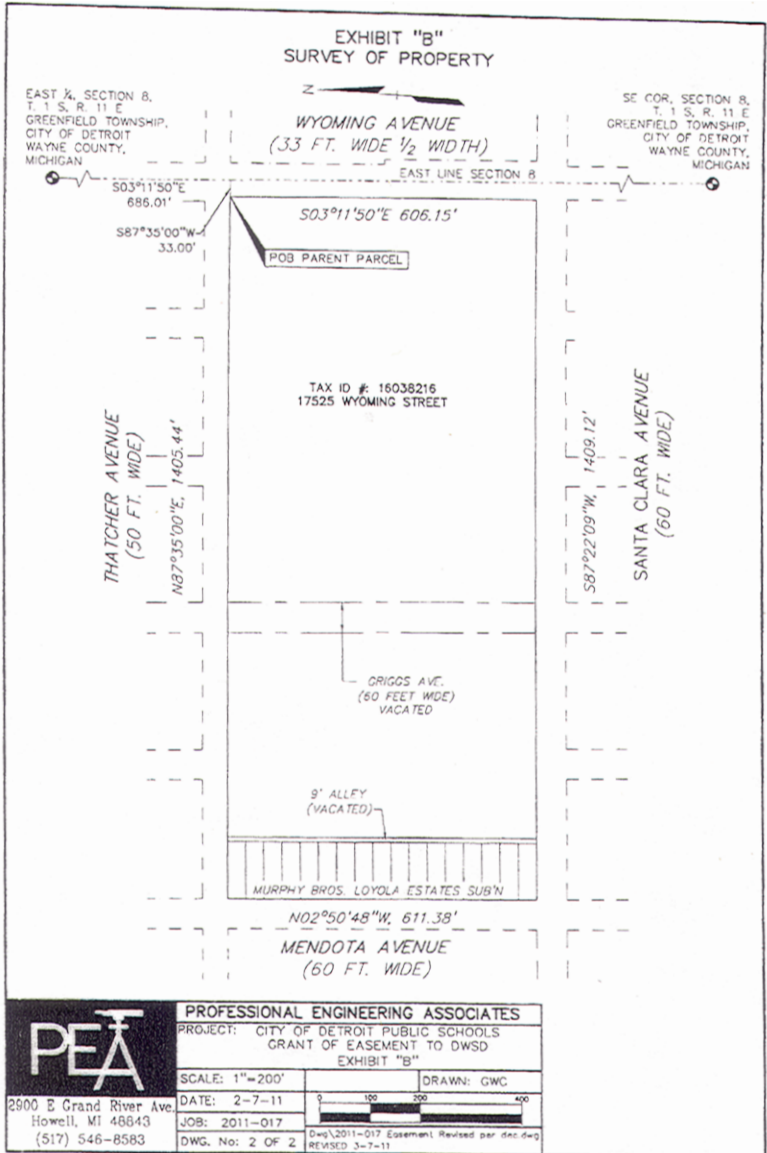 EXHIBIT "B"
SURVEY OF PROPERTY
EAST ¼, SECTION 8,
T. 1 S, R. 11 E
GREENFIELD TOWNSHIP,
CITY OF DETROIT
WAYNE COUNTY,
MICHIGAN
Z
WYOMING AVENUE
(33 FT. WIDE ½ WIDTH)
SE COR, SECTION 8,
T. 1 S, R. 11 E
GREENFIELD TOWNSHIP,
CITY OF DETROIT
WAYNE COUNTY,
MICHIGAN
EAST LINE SECTION 8
S03°11'50"E
686.01'
S87°35'00"W
33.00'
S03°11'50"E 606.15'
POB PARENT PARCEL
TAX ID #: 16038216
17525 WYOMING STREET
THATCHER AVENUE
(50 FT. WIDE)
N87°35'00"E, 1405.44'
S87°22'09"W, 1409.12'
SANTA CLARA AVENUE
(60 FT. WIDE)
GRIGGS AVE.
(60 FEET WIDE)
VACATED
9' ALLEY
(VACATED)
MURPHY BROS. LOYOLA ESTATES SUB'N
N02°50'48"W, 611.38'
MENDOTA AVENUE
(60 FT. WIDE)
PEA
2900 E Grand River Ave.
Howell, MI 48843
(517) 546-8583
PROFESSIONAL ENGINEERING ASSOCIATES
PROJECT: CITY OF DETROIT PUBLIC SCHOOLS
GRANT OF EASEMENT TO DWSD
EXHIBIT "B"
SCALE: 1"=200'
DRAWN: GWC
DATE: 2-7-11
0 100 200 400
JOB: 2011-017
DWG. No: 2 OF 2
Dwg\2011-017 Easement Revised per dec.dwg
REVISED 3-7-11